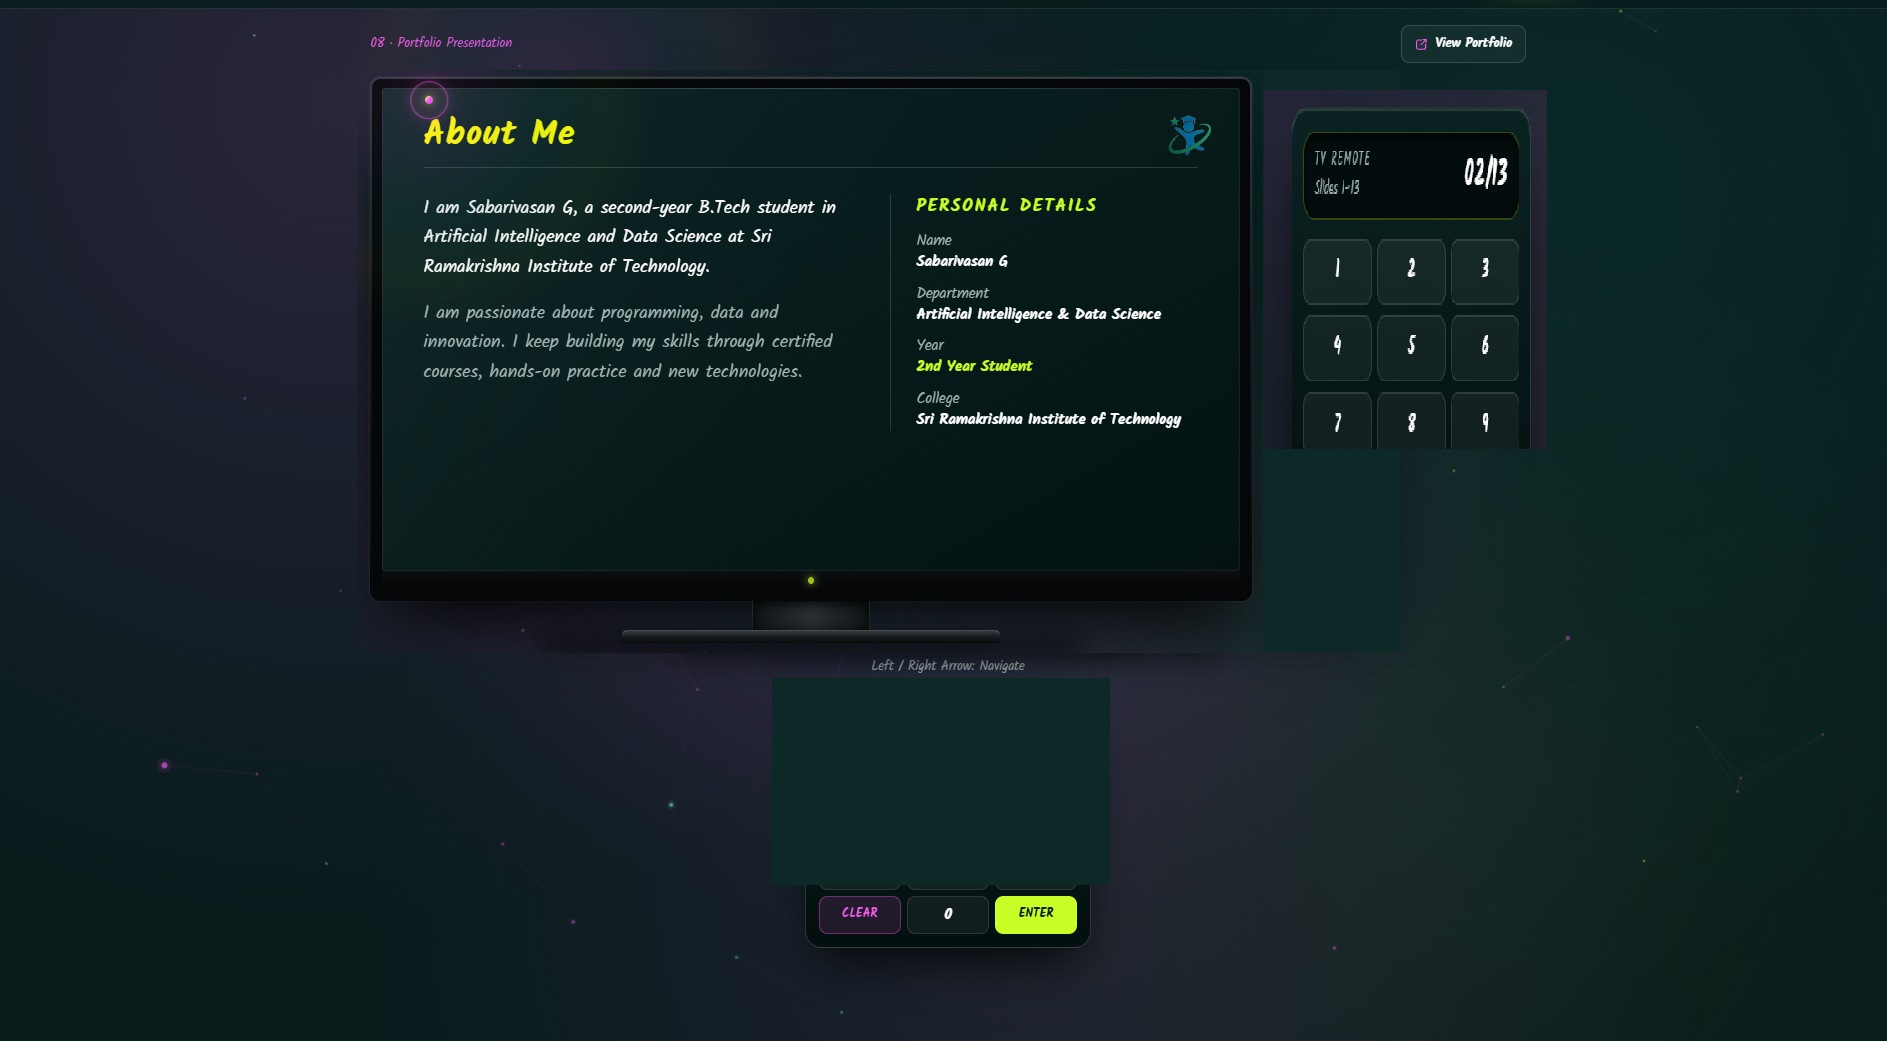 08 · Portfolio Presentation
View Portfolio
About Me
I am Sabarivasan G, a second-year B.Tech student in
Artificial Intelligence and Data Science at Sri
Ramakrishna Institute of Technology.
I am passionate about programming, data and
innovation. I keep building my skills through certified
courses, hands-on practice and new technologies.
PERSONAL DETAILS
Name
Sabarivasan G
Department
Artificial Intelligence & Data Science
Year
2nd Year Student
College
Sri Ramakrishna Institute of Technology
TV REMOTE
Slides 1-13
02/13
1 2 3
4 5 6
7 8 9
Left / Right Arrow: Navigate
CLEAR 0 ENTER